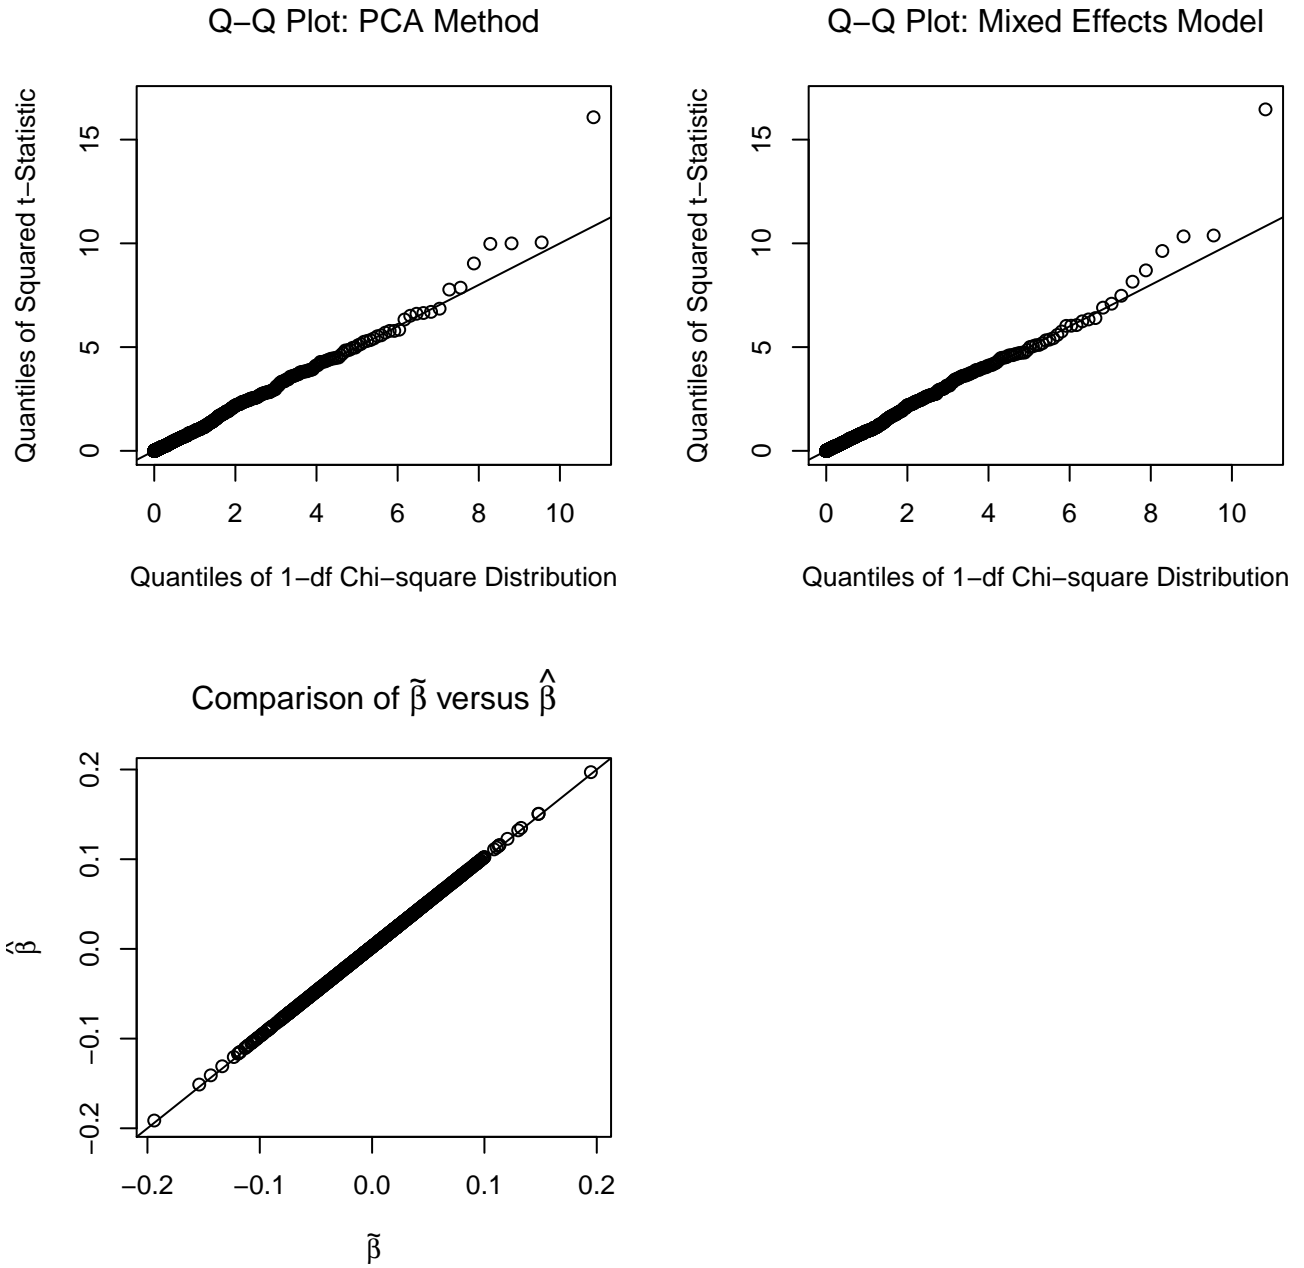 Q−Q Plot: PCA Method
Quantiles of Squared t−Statistic
15
10
5
0
0 2 4 6 8 10
Quantiles of 1−df Chi−square Distribution
Q−Q Plot: Mixed Effects Model
Quantiles of Squared t−Statistic
15
10
5
0
0 2 4 6 8 10
Quantiles of 1−df Chi−square Distribution
Comparison of β̃ versus β̂
β̂
0.2
0.1
0.0
−0.1
−0.2
−0.2 −0.1 0.0 0.1 0.2
β̃